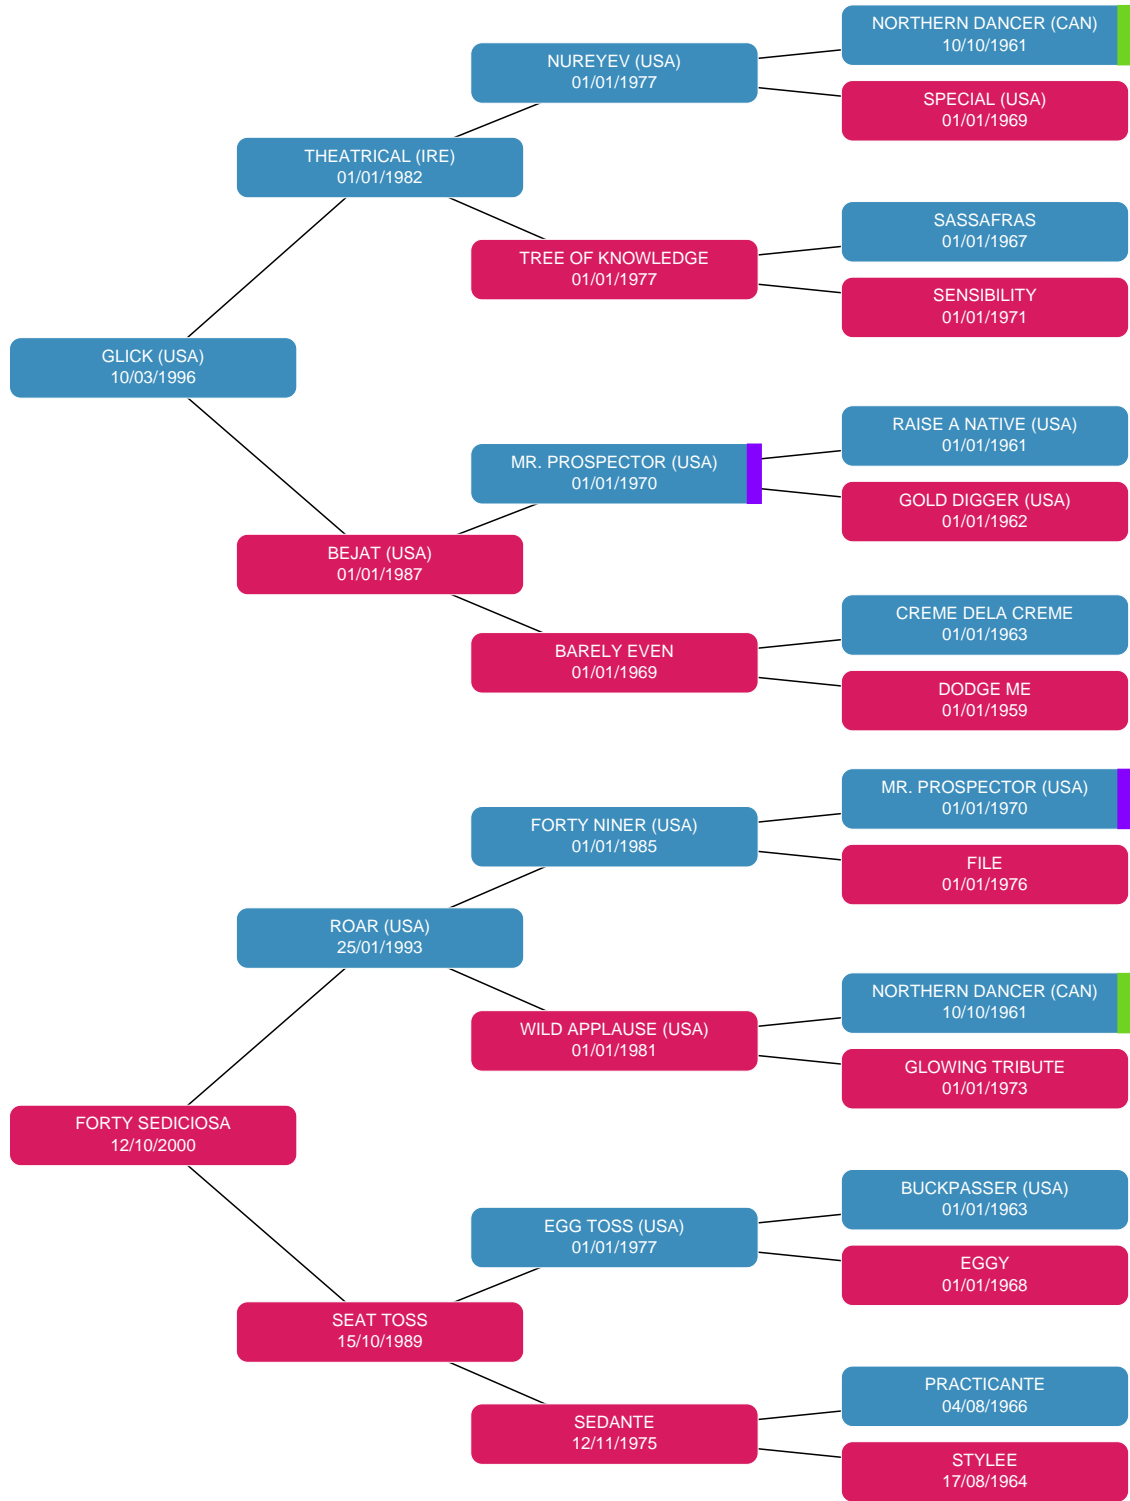 NORTHERN DANCER (CAN)
10/10/1961
NUREYEV (USA)
01/01/1977
SPECIAL (USA)
01/01/1969
THEATRICAL (IRE)
01/01/1982
SASSAFRAS
01/01/1967
TREE OF KNOWLEDGE
01/01/1977
SENSIBILITY
01/01/1971
GLICK (USA)
10/03/1996
RAISE A NATIVE (USA)
01/01/1961
MR. PROSPECTOR (USA)
01/01/1970
GOLD DIGGER (USA)
01/01/1962
BEJAT (USA)
01/01/1987
CREME DELA CREME
01/01/1963
BARELY EVEN
01/01/1969
DODGE ME
01/01/1959
MR. PROSPECTOR (USA)
01/01/1970
FORTY NINER (USA)
01/01/1985
FILE
01/01/1976
ROAR (USA)
25/01/1993
NORTHERN DANCER (CAN)
10/10/1961
WILD APPLAUSE (USA)
01/01/1981
GLOWING TRIBUTE
01/01/1973
FORTY SEDICIOSA
12/10/2000
BUCKPASSER (USA)
01/01/1963
EGG TOSS (USA)
01/01/1977
EGGY
01/01/1968
SEAT TOSS
15/10/1989
PRACTICANTE
04/08/1966
SEDANTE
12/11/1975
STYLEE
17/08/1964